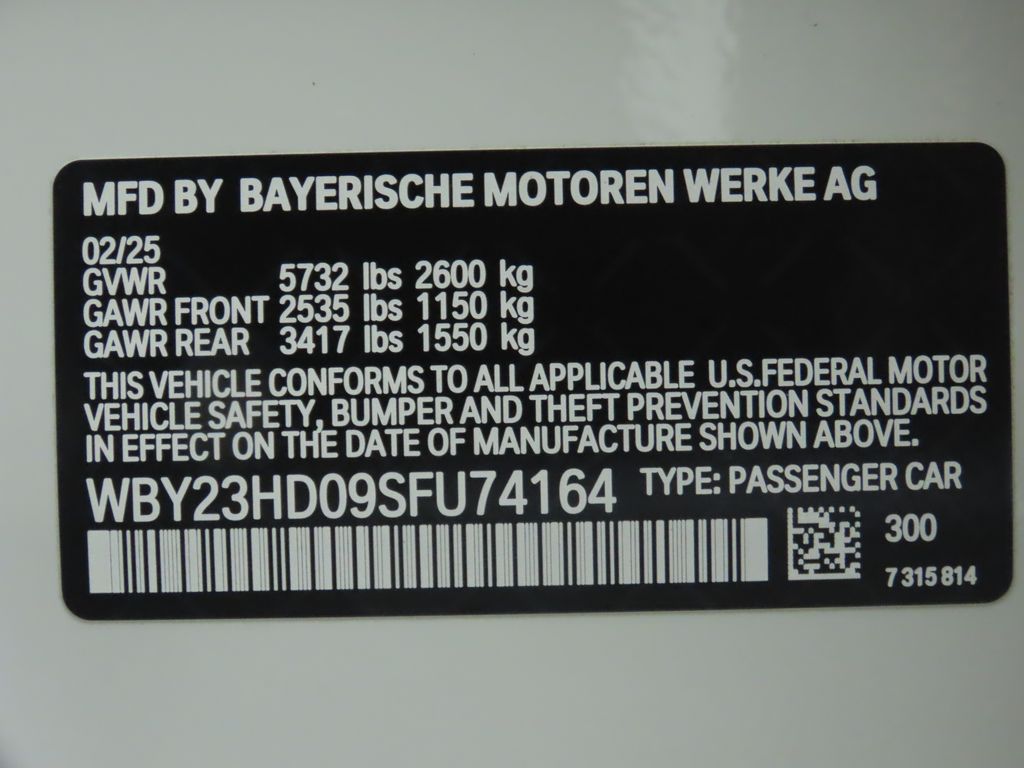 MFD BY BAYERISCHE MOTOREN WERKE AG
02/25
GVWR 5732 lbs 2600 kg
GAWR FRONT 2535 lbs 1150 kg
GAWR REAR 3417 lbs 1550 kg
THIS VEHICLE CONFORMS TO ALL APPLICABLE U.S.FEDERAL MOTOR
VEHICLE SAFETY, BUMPER AND THEFT PREVENTION STANDARDS
IN EFFECT ON THE DATE OF MANUFACTURE SHOWN ABOVE.
WBY23HD09SFU74164 TYPE: PASSENGER CAR
300
7 315 814